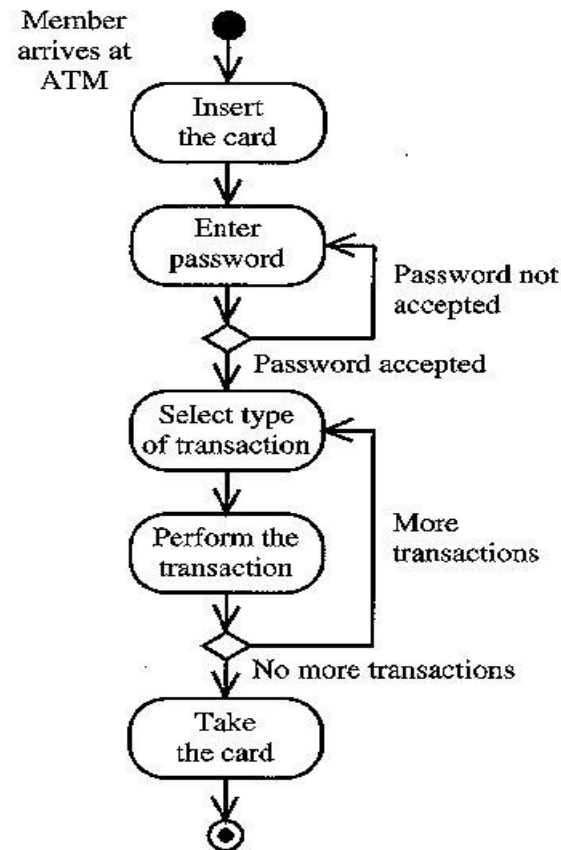 Member
arrives at
ATM
Insert
the card
Enter
password
Password not
accepted
Password accepted
Select type
of transaction
More
transactions
Perform the
transaction
No more transactions
Take
the card